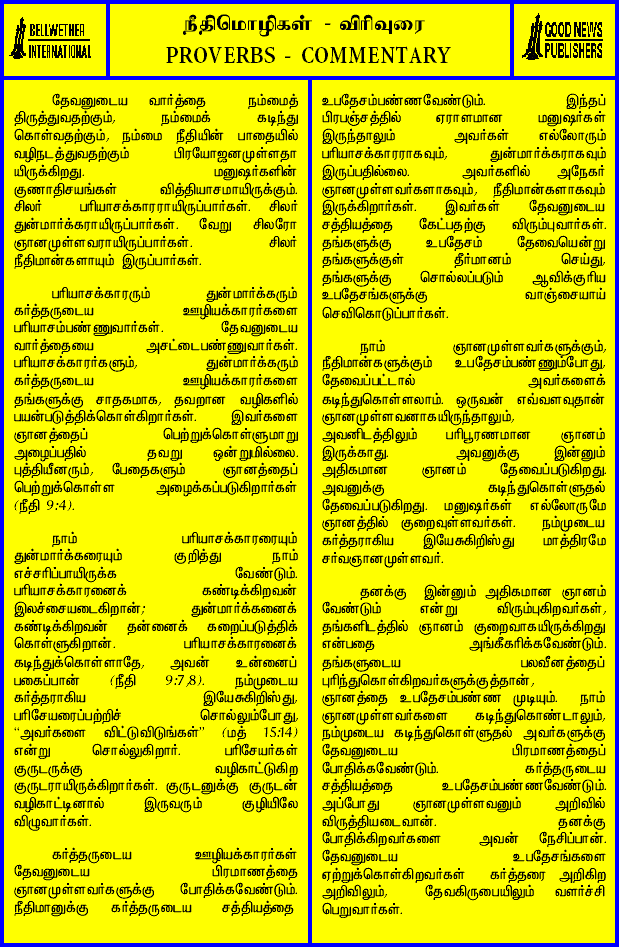 BELLWETHER
INTERNATIONAL
நீதிமொழிகள் - விரிவுரை
PROVERBS - COMMENTARY
GOOD NEWS
PUBLISHERS
தேவனுடைய வார்த்தை நம்மைத்
திருத்துவதற்கும், நம்மைக் கடிந்து
கொள்வதற்கும், நம்மை நீதியின் பாதையில்
வழிநடத்துவதற்கும் பிரயோஜனமுள்ளதா
யிருக்கிறது. மனுஷர்களின்
குணாதிசயங்கள் வித்தியாசமாயிருக்கும்.
சிலர் பரியாசக்காரராயிருப்பார்கள். சிலர்
துன்மார்க்கராயிருப்பார்கள். வேறு சிலரோ
ஞானமுள்ளவராயிருப்பார்கள். சிலர்
நீதிமான்களாயும் இருப்பார்கள்.
பரியாசக்காரரும் துன்மார்க்கரும்
கர்த்தருடைய ஊழியக்காரர்களை
பரியாசம்பண்ணுவார்கள். தேவனுடைய
வார்த்தையை அசட்டைபண்ணுவார்கள்.
பரியாசக்காரர்களும், துன்மார்க்கரும்
கர்த்தருடைய ஊழியக்காரர்களை
தங்களுக்கு சாதகமாக, தவறான வழிகளில்
பயன்படுத்திக்கொள்கிறார்கள். இவர்களை
ஞானத்தைப் பெற்றுக்கொள்ளுமாறு
அழைப்பதில் தவறு ஒன்றுமில்லை.
புத்தியீனரும், பேதைகளும் ஞானத்தைப்
பெற்றுக்கொள்ள அழைக்கப்படுகிறார்கள்
(நீதி 9:4).
நாம் பரியாசக்காரரையும்
துன்மார்க்கரையும் குறித்து நாம்
எச்சரிப்பாயிருக்க வேண்டும்.
பரியாசக்காரனைக் கண்டிக்கிறவன்
இலச்சையடைகிறான்; துன்மார்க்கனைக்
கண்டிக்கிறவன் தன்னைக் கறைப்படுத்திக்
கொள்ளுகிறான். பரியாசக்காரனைக்
கடிந்துக்கொள்ளாதே, அவன் உன்னைப்
பகைப்பான் (நீதி 9:7,8). நம்முடைய
கர்த்தராகிய இயேசுகிறிஸ்து,
பரிசேயரைப்பற்றிச் சொல்லும்போது,
“அவர்களை விட்டுவிடுங்கள்” (மத் 15:14)
என்று சொல்லுகிறார். பரிசேயர்கள்
குருடருக்கு வழிகாட்டுகிற
குருடராயிருக்கிறார்கள். குருடனுக்கு குருடன்
வழிகாட்டினால் இருவரும் குழியிலே
விழுவார்கள்.
கர்த்தருடைய ஊழியக்காரர்கள்
தேவனுடைய பிரமாணத்தை
ஞானமுள்ளவர்களுக்கு போதிக்கவேண்டும்.
நீதிமானுக்கு கர்த்தருடைய சத்தியத்தை
உபதேசம்பண்ணவேண்டும். இந்தப்
பிரபஞ்சத்தில் ஏராளமான மனுஷர்கள்
இருந்தாலும் அவர்கள் எல்லோரும்
பரியாசக்காரராகவும், துன்மார்க்கராகவும்
இருப்பதில்லை. அவர்களில் அநேகர்
ஞானமுள்ளவர்களாகவும், நீதிமான்களாகவும்
இருக்கிறார்கள். இவர்கள் தேவனுடைய
சத்தியத்தை கேட்பதற்கு விரும்புவார்கள்.
தங்களுக்கு உபதேசம் தேவையென்று
தங்களுக்குள் தீர்மானம் செய்து,
தங்களுக்கு சொல்லப்படும் ஆவிக்குரிய
உபதேசங்களுக்கு வாஞ்சையாய்
செவிகொடுப்பார்கள்.
நாம் ஞானமுள்ளவர்களுக்கும்,
நீதிமான்களுக்கும் உபதேசம்பண்ணும்போது,
தேவைப்பட்டால் அவர்களைக்
கடிந்துகொள்ளலாம். ஒருவன் எவ்வளவுதான்
ஞானமுள்ளவனாகயிருந்தாலும்,
அவனிடத்திலும் பரிபூரணமான ஞானம்
இருக்காது. அவனுக்கு இன்னும்
அதிகமான ஞானம் தேவைப்படுகிறது.
அவனுக்கு கடிந்துகொள்ளுதல்
தேவைப்படுகிறது. மனுஷர்கள் எல்லோருமே
ஞானத்தில் குறைவுள்ளவர்கள். நம்முடைய
கர்த்தராகிய இயேசுகிறிஸ்து மாத்திரமே
சர்வஞானமுள்ளவர்.
தனக்கு இன்னும் அதிகமான ஞானம்
வேண்டும் என்று விரும்புகிறவர்கள்,
தங்களிடத்தில் ஞானம் குறைவாகயிருக்கிறது
என்பதை அங்கீகரிக்கவேண்டும்.
தங்களுடைய பலவீனத்தைப்
புரிந்துகொள்கிறவர்களுக்குத்தான்,
ஞானத்தை உபதேசம்பண்ண முடியும். நாம்
ஞானமுள்ளவர்களை கடிந்துகொண்டாலும்,
நம்முடைய கடிந்துகொள்ளுதல் அவர்களுக்கு
தேவனுடைய பிரமாணத்தைப்
போதிக்கவேண்டும். கர்த்தருடைய
சத்தியத்தை உபதேசம்பண்ணவேண்டும்.
அப்போது ஞானமுள்ளவனும் அறிவில்
விருத்தியடைவான். தனக்கு
போதிக்கிறவர்களை அவன் நேசிப்பான்.
தேவனுடைய உபதேசங்களை
ஏற்றுக்கொள்கிறவர்கள் கர்த்தரை அறிகிற
அறிவிலும், தேவகிருபையிலும் வளர்ச்சி
பெறுவார்கள்.